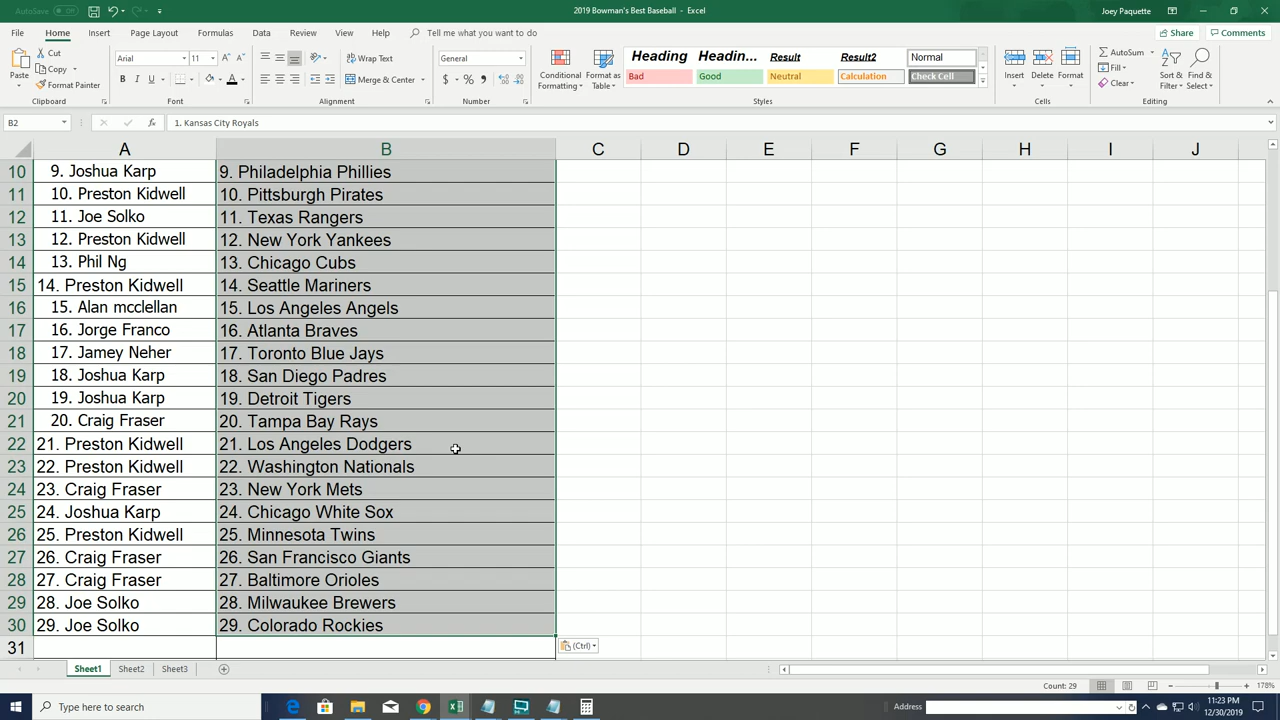 AutoSave Off 2019 Bowman's Best Baseball - Excel Joey Paquette
File Home Insert Page Layout Formulas Data Review View Help Tell me what you want to do Share Comments
Paste Cut Copy Format Painter Clipboard
Arial 11 B I U A Font
Wrap Text Merge & Center Alignment
General $ % Number
Conditional Formatting Format as Table
Heading Headin... Result Result2 Normal
Bad Good Neutral Calculation Check Cell
Styles
Insert Delete Format Cells
AutoSum Fill Clear Sort & Filter Find & Select Editing
B2 fx 1. Kansas City Royals
A B C D E F G H I J
10 9. Joshua Karp 9. Philadelphia Phillies
11 10. Preston Kidwell 10. Pittsburgh Pirates
12 11. Joe Solko 11. Texas Rangers
13 12. Preston Kidwell 12. New York Yankees
14 13. Phil Ng 13. Chicago Cubs
15 14. Preston Kidwell 14. Seattle Mariners
16 15. Alan mcclellan 15. Los Angeles Angels
17 16. Jorge Franco 16. Atlanta Braves
18 17. Jamey Neher 17. Toronto Blue Jays
19 18. Joshua Karp 18. San Diego Padres
20 19. Joshua Karp 19. Detroit Tigers
21 20. Craig Fraser 20. Tampa Bay Rays
22 21. Preston Kidwell 21. Los Angeles Dodgers
23 22. Preston Kidwell 22. Washington Nationals
24 23. Craig Fraser 23. New York Mets
25 24. Joshua Karp 24. Chicago White Sox
26 25. Preston Kidwell 25. Minnesota Twins
27 26. Craig Fraser 26. San Francisco Giants
28 27. Craig Fraser 27. Baltimore Orioles
29 28. Joe Solko 28. Milwaukee Brewers
30 29. Joe Solko 29. Colorado Rockies
31 (Ctrl)
Sheet1 Sheet2 Sheet3
Count: 29 178%
Type here to search Address 11:28 AM
12/30/2019